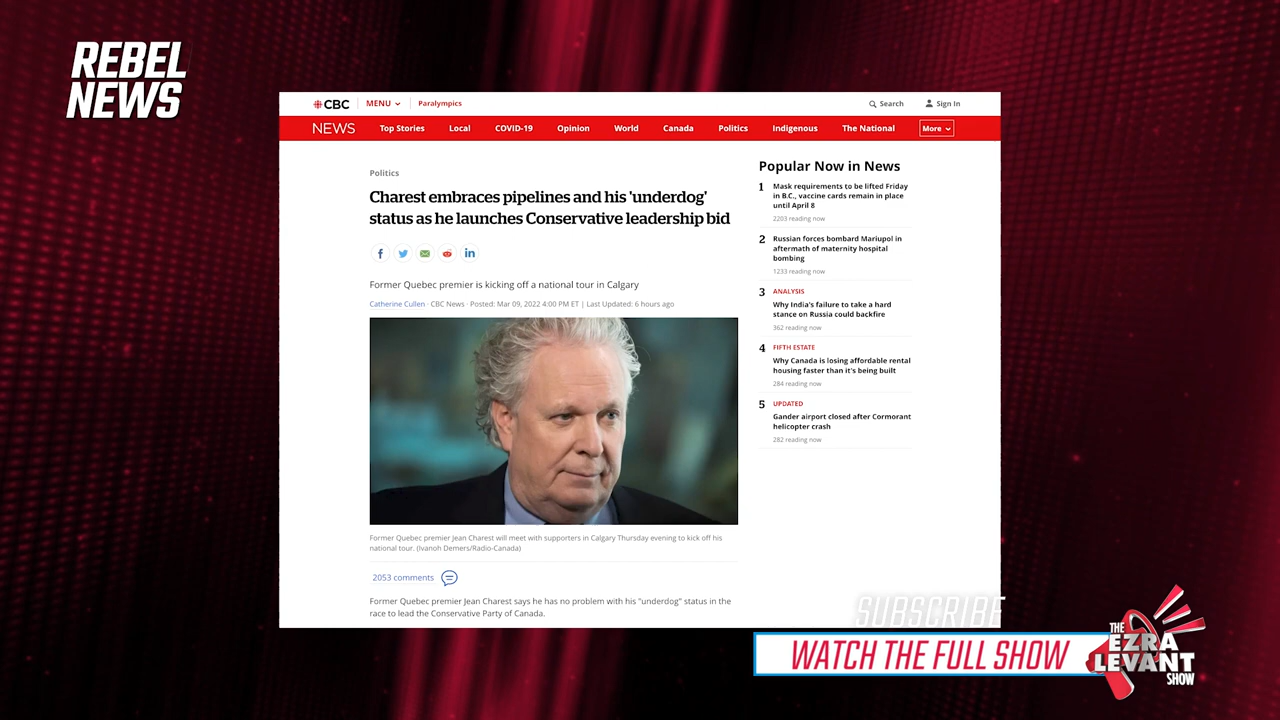 REBEL
NEWS
CBC
MENU
Paralympics
Search
Sign In
NEWS
Top Stories
Local
COVID-19
Opinion
World
Canada
Politics
Indigenous
The National
More
Politics
Charest embraces pipelines and his 'underdog'
status as he launches Conservative leadership bid
Former Quebec premier is kicking off a national tour in Calgary
Catherine Cullen · CBC News · Posted: Mar 09, 2022 4:00 PM ET | Last Updated: 6 hours ago
Former Quebec premier Jean Charest will meet with supporters in Calgary Thursday evening to kick off his
national tour. (Ivanoh Demers/Radio-Canada)
2053 comments
Former Quebec premier Jean Charest says he has no problem with his "underdog" status in the
race to lead the Conservative Party of Canada.
Popular Now in News
1
Mask requirements to be lifted Friday
in B.C., vaccine cards remain in place
until April 8
2203 reading now
2
Russian forces bombard Mariupol in
aftermath of maternity hospital
bombing
1233 reading now
3
ANALYSIS
Why India's failure to take a hard
stance on Russia could backfire
362 reading now
4
FIFTH ESTATE
Why Canada is losing affordable rental
housing faster than it's being built
284 reading now
5
UPDATED
Gander airport closed after Cormorant
helicopter crash
282 reading now
SUBSCRIBE
WATCH THE FULL SHOW
THE
EZRA
LEVANT
SHOW